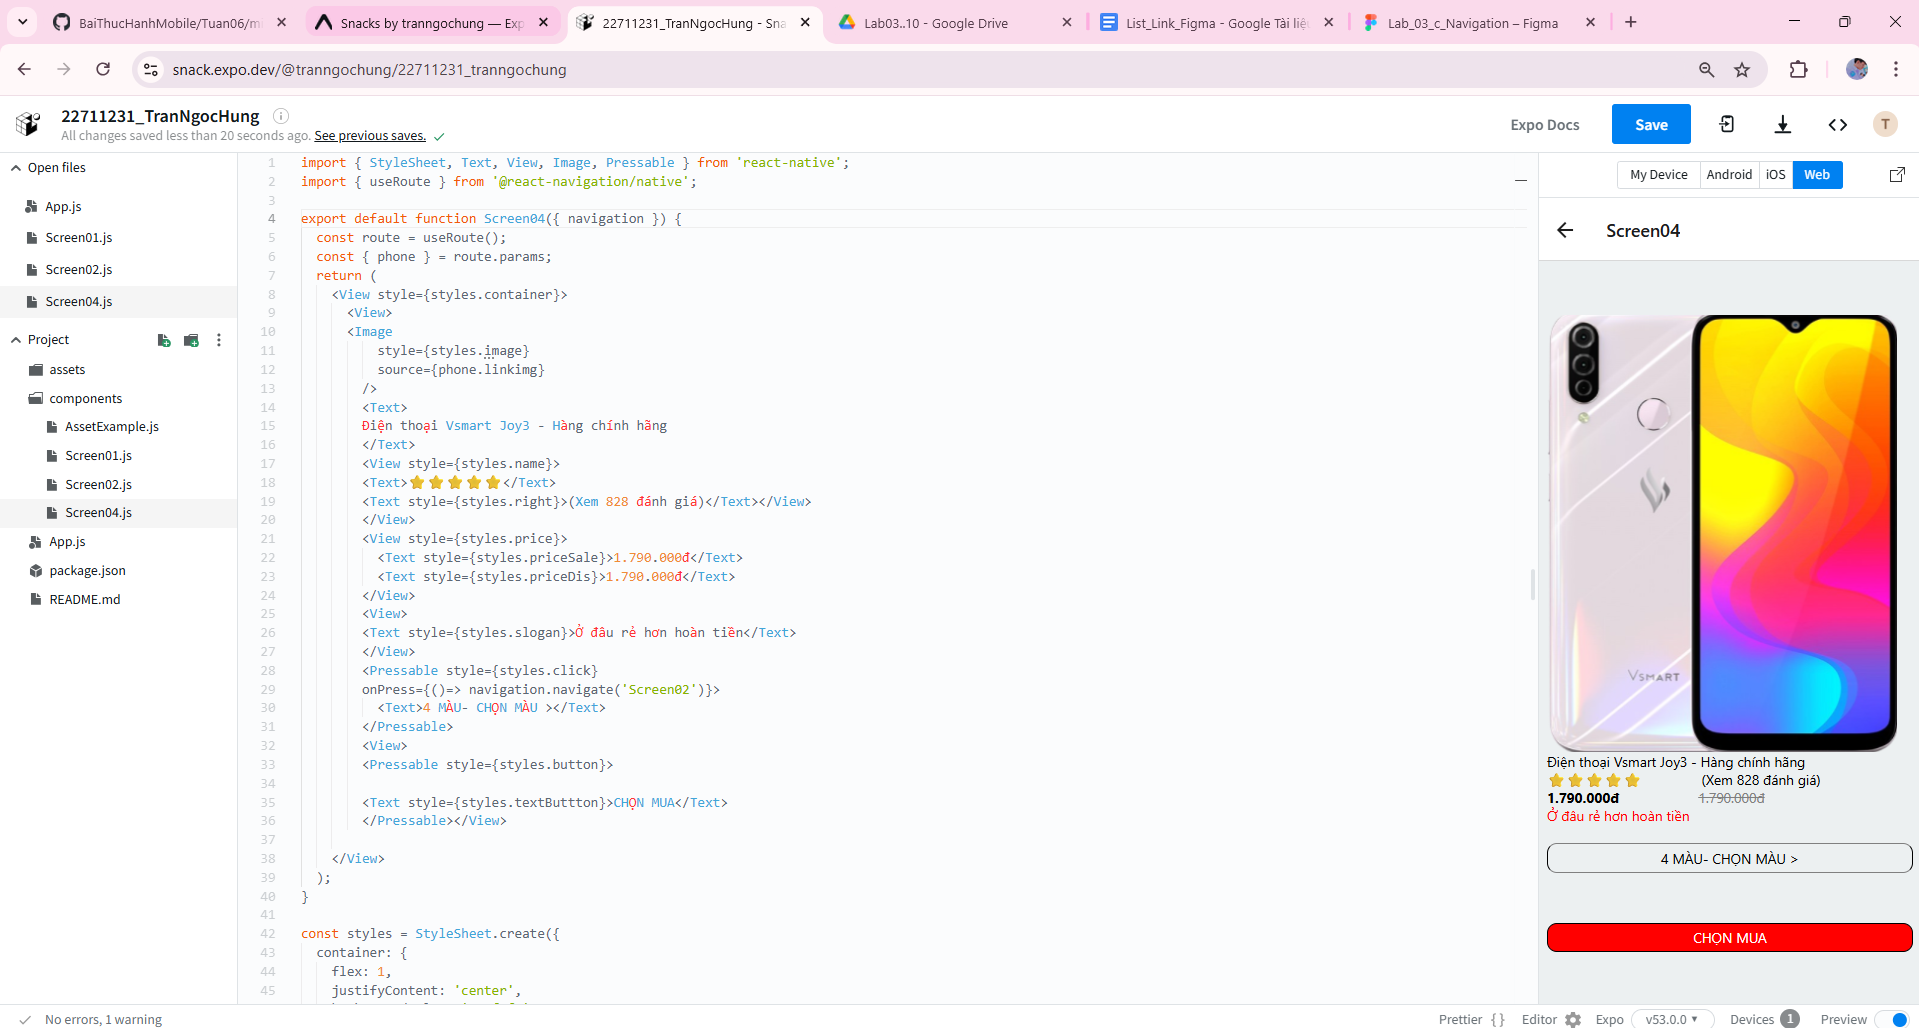 BaiThucHanhMobile/Tuan06/mi
Snacks by tranngochung — Exp
22711231_TranNgocHung - Sna
Lab03..10 - Google Drive
List_Link_Figma - Google Tài liệu
Lab_03_c_Navigation – Figma
snack.expo.dev/@tranngochung/22711231_tranngochung
22711231_TranNgocHung
All changes saved less than 20 seconds ago. See previous saves.
Expo Docs
Save
T
Open files
App.js
Screen01.js
Screen02.js
Screen04.js
Project
assets
components
AssetExample.js
Screen01.js
Screen02.js
Screen04.js
App.js
package.json
README.md
1 import { StyleSheet, Text, View, Image, Pressable } from 'react-native';
2 import { useRoute } from '@react-navigation/native';
3
4 export default function Screen04({ navigation }) {
5 const route = useRoute();
6 const { phone } = route.params;
7 return (
8 <View style={styles.container}>
9 <View>
10 <Image
11 style={styles.image}
12 source={phone.linkimg}
13 />
14 <Text>
15 Điện thoại Vsmart Joy3 - Hàng chính hãng
16 </Text>
17 <View style={styles.name}>
18 <Text>⭐⭐⭐⭐⭐</Text>
19 <Text style={styles.right}>(Xem 828 đánh giá)</Text></View>
20 </View>
21 <View style={styles.price}>
22 <Text style={styles.priceSale}>1.790.000đ</Text>
23 <Text style={styles.priceDis}>1.790.000đ</Text>
24 </View>
25 <View>
26 <Text style={styles.slogan}>Ở đâu rẻ hơn hoàn tiền</Text>
27 </View>
28 <Pressable style={styles.click}
29 onPress={()=> navigation.navigate('Screen02')}>
30 <Text>4 MÀU- CHỌN MÀU ></Text>
31 </Pressable>
32 <View>
33 <Pressable style={styles.button}>
34
35 <Text style={styles.textButtton}>CHỌN MUA</Text>
36 </Pressable></View>
37
38 </View>
39 );
40 }
41
42 const styles = StyleSheet.create({
43 container: {
44 flex: 1,
45 justifyContent: 'center',
My Device
Android
iOS
Web
Screen04
VSMART
Điện thoại Vsmart Joy3 - Hàng chính hãng
⭐⭐⭐⭐⭐ (Xem 828 đánh giá)
1.790.000đ 1.790.000đ
Ở đâu rẻ hơn hoàn tiền
4 MÀU- CHỌN MÀU >
CHỌN MUA
No errors, 1 warning
Prettier { }
Editor
Expo v53.0.0
Devices 1
Preview